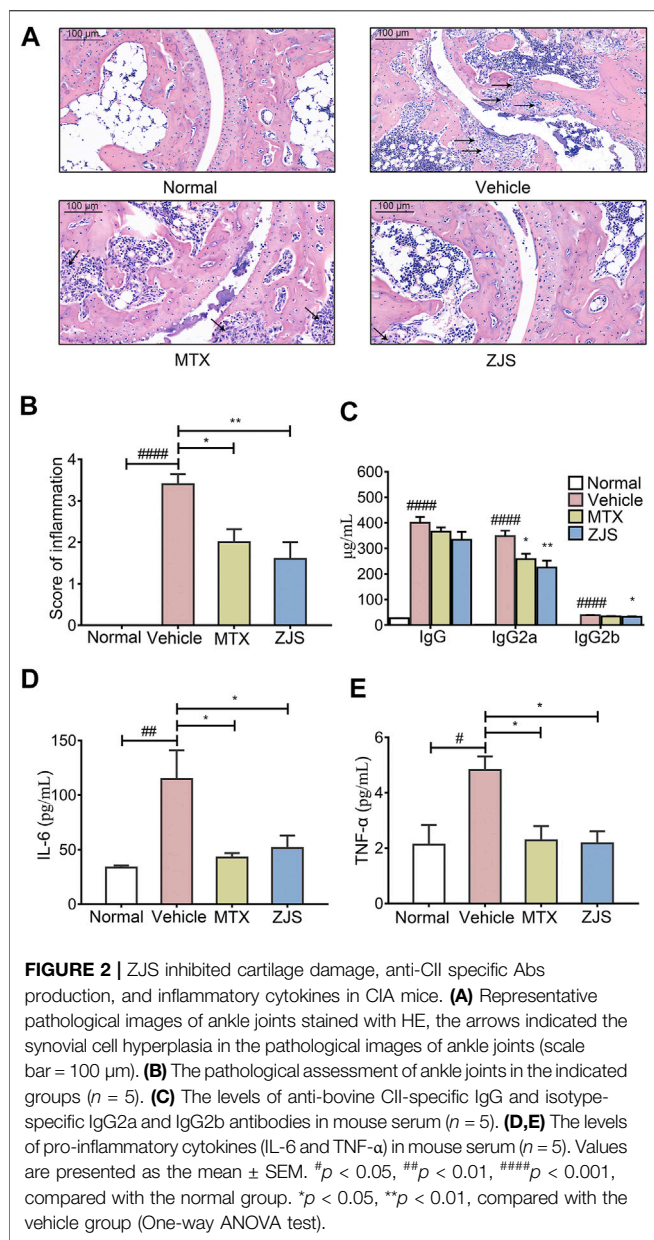 A
100 µm
100 µm
Normal
Vehicle
100 µm
100 µm
MTX
ZJS
B
**
*
####
Score of inflammation
4
3
2
1
0
Normal
Vehicle
MTX
ZJS
C
Normal
Vehicle
MTX
ZJS
µg/mL
600
500
400
300
200
100
0
####
####
*
**
####
*
IgG
IgG2a
IgG2b
D
*
*
##
IL-6 (pg/mL)
150
100
50
0
Normal
Vehicle
MTX
ZJS
E
*
*
#
TNF-α (pg/mL)
6
4
2
0
Normal
Vehicle
MTX
ZJS
FIGURE 2 | ZJS inhibited cartilage damage, anti-CII specific Abs
production, and inflammatory cytokines in CIA mice. (A) Representative
pathological images of ankle joints stained with HE, the arrows indicated the
synovial cell hyperplasia in the pathological images of ankle joints (scale
bar = 100 µm). (B) The pathological assessment of ankle joints in the indicated
groups (n = 5). (C) The levels of anti-bovine CII-specific IgG and isotype-
specific IgG2a and IgG2b antibodies in mouse serum (n = 5). (D,E) The levels
of pro-inflammatory cytokines (IL-6 and TNF-α) in mouse serum (n = 5). Values
are presented as the mean ± SEM. #p < 0.05, ##p < 0.01, ####p < 0.001,
compared with the normal group. *p < 0.05, **p < 0.01, compared with the
vehicle group (One-way ANOVA test).